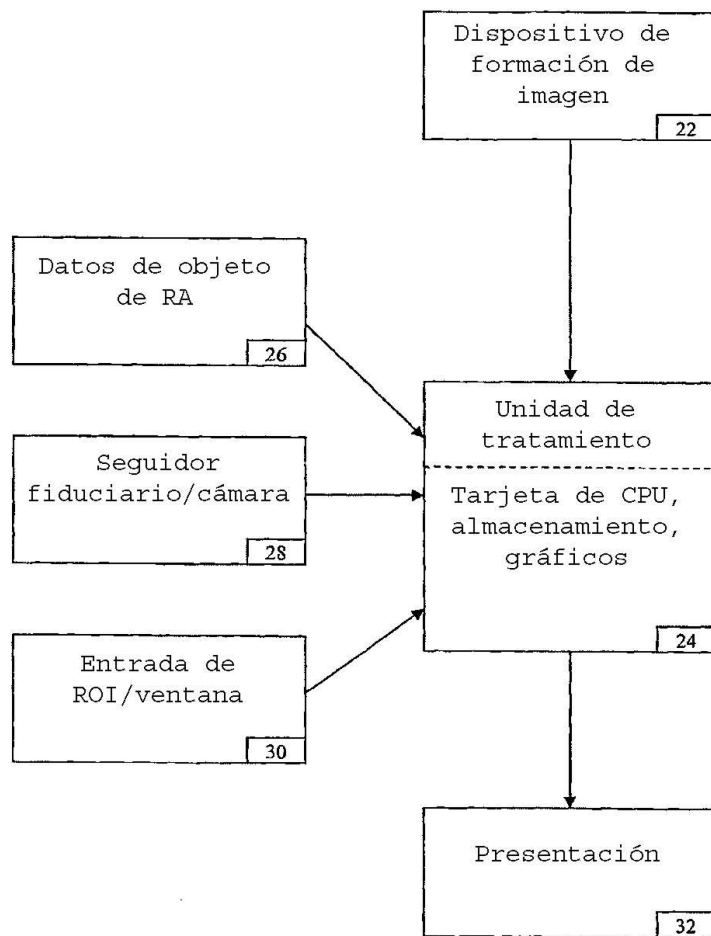 Dispositivo de
formación de
imagen
22
Datos de objeto
de RA
26
Unidad de
tratamiento
Seguidor
fiduciario/cámara
28
Tarjeta de CPU,
almacenamiento,
gráficos
24
Entrada de
ROI/ventana
30
Presentación
32